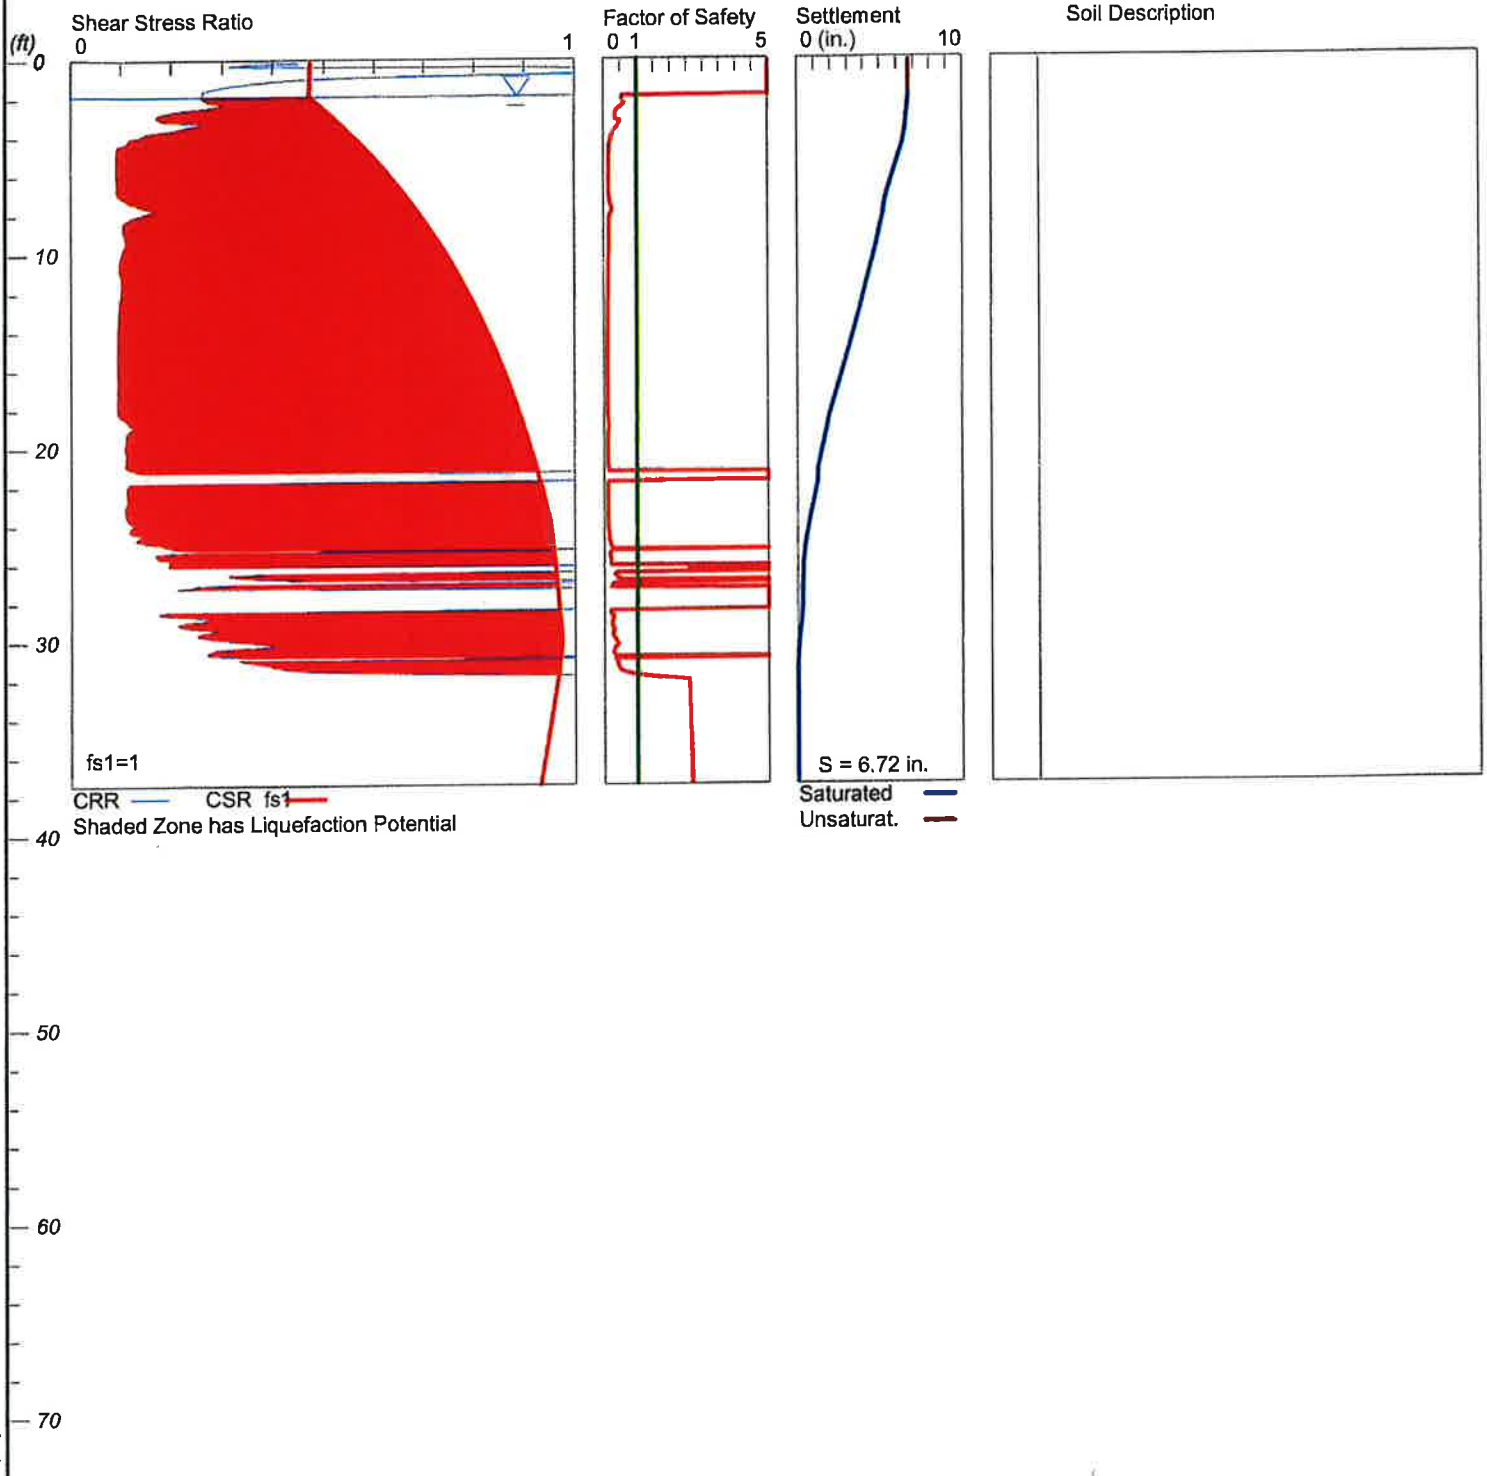 Shear Stress Ratio
Factor of Safety
Settlement
Soil Description
(ft)
0 1
0 1 5
0 (in.) 10
0
10
20
30
fs1=1
S = 6.72 in.
CRR CSR fs1
Shaded Zone has Liquefaction Potential
Saturated
Unsaturat.
40
50
60
70